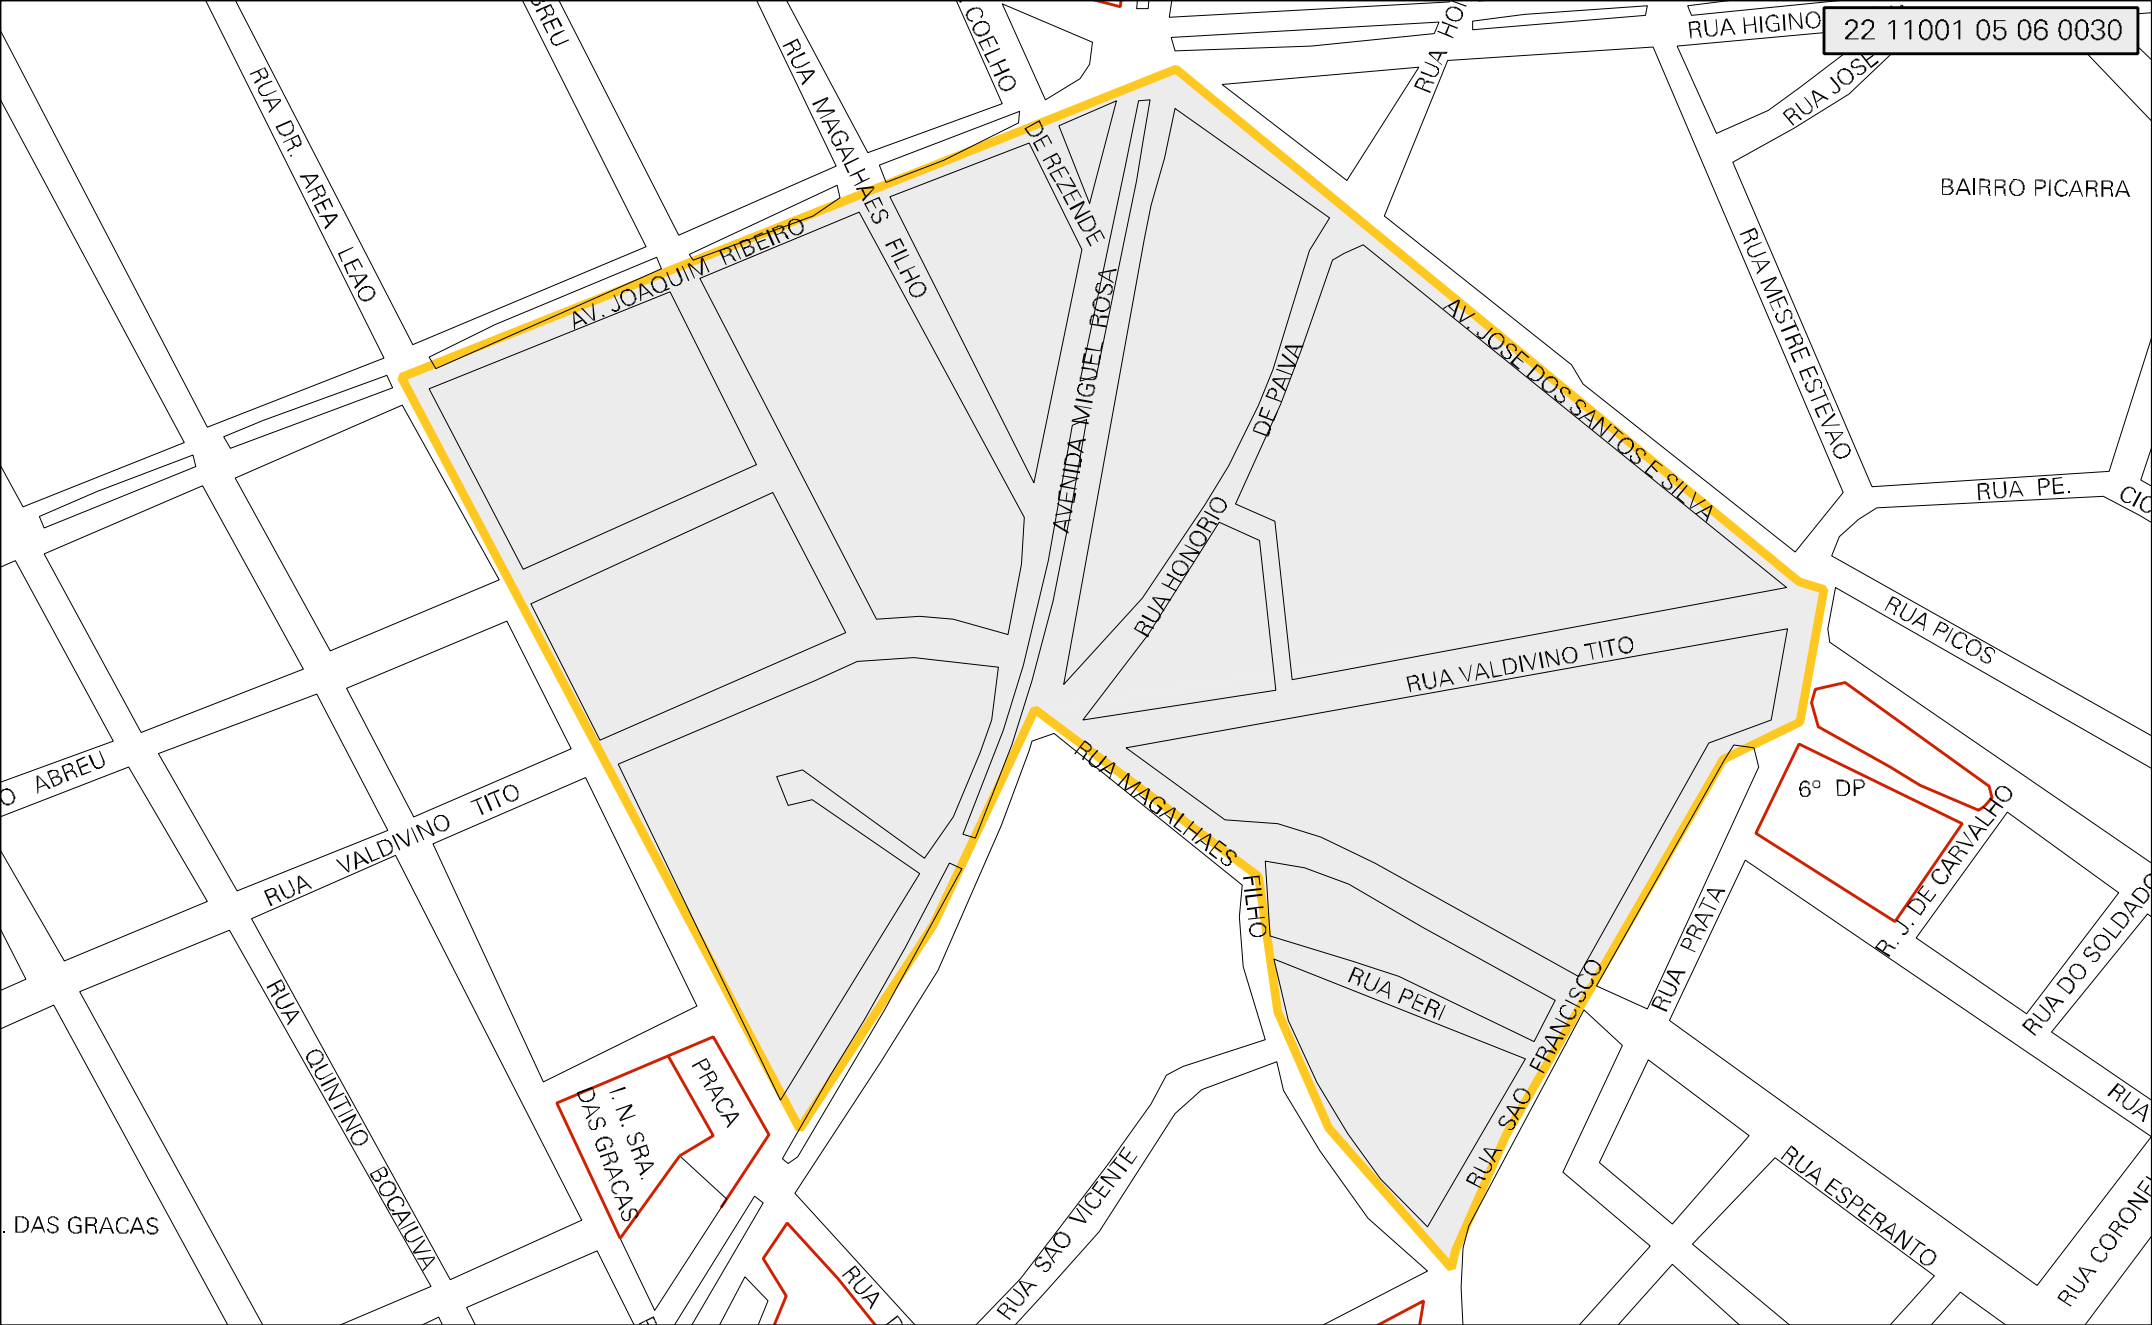 22 11001 05 06 0030
RUA HIGINO
RUA JOSE
BAIRRO PICARRA
COELHO
DE REZENDE
RUA MAGALHAES FILHO
RUA DR. AREA LEAO
AV. JOAQUIM RIBEIRO
AVENIDA MIGUEL ROSA
RUA HONORIO DE PAIVA
AV. JOSE DOS SANTOS E SILVA
RUA MESTRE ESTEVAO
RUA PE.
RUA PICOS
RUA VALDIVINO TITO
ABREU
RUA VALDIVINO TITO
RUA MAGALHAES FILHO
6º DP
R. J. DE CARVALHO
RUA DO SOLDADO
RUA PRATA
RUA PERI
RUA SAO FRANCISCO
RUA QUINTINO BOCAIUVA
PRACA
I. N. SRA.
DAS GRACAS
. DAS GRACAS
RUA SAO VICENTE
RUA ESPERANTO
RUA
RUA